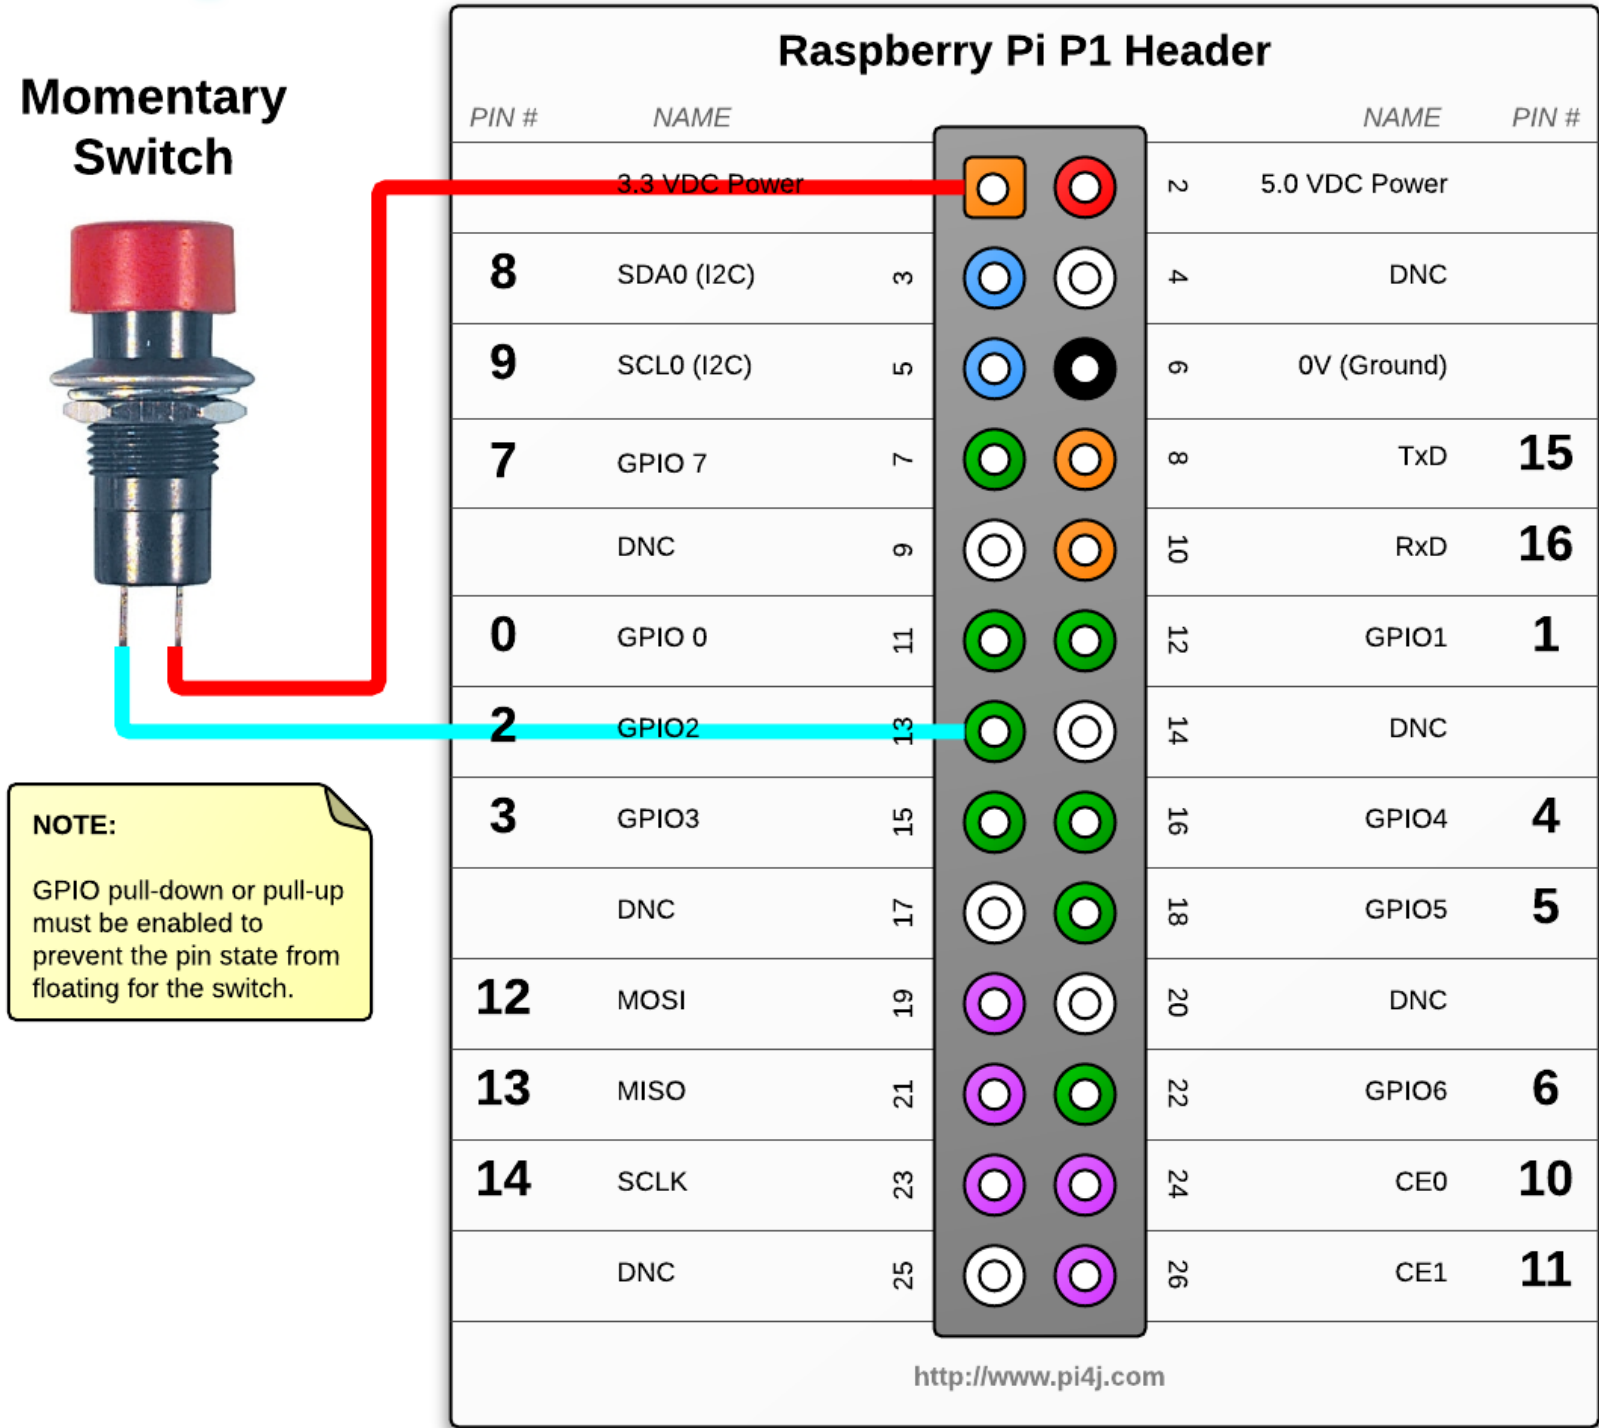 Raspberry Pi P1 Header
Momentary
Switch
PIN # NAME NAME PIN #
3.3 VDC Power 2 5.0 VDC Power
8 SDA0 (I2C) 3 4 DNC
9 SCL0 (I2C) 5 6 0V (Ground)
7 GPIO 7 7 8 TxD 15
DNC 9 10 RxD 16
0 GPIO 0 11 12 GPIO1 1
2 GPIO2 13 14 DNC
3 GPIO3 15 16 GPIO4 4
DNC 17 18 GPIO5 5
12 MOSI 19 20 DNC
13 MISO 21 22 GPIO6 6
14 SCLK 23 24 CE0 10
DNC 25 26 CE1 11
http://www.pi4j.com
NOTE:
GPIO pull-down or pull-up
must be enabled to
prevent the pin state from
floating for the switch.